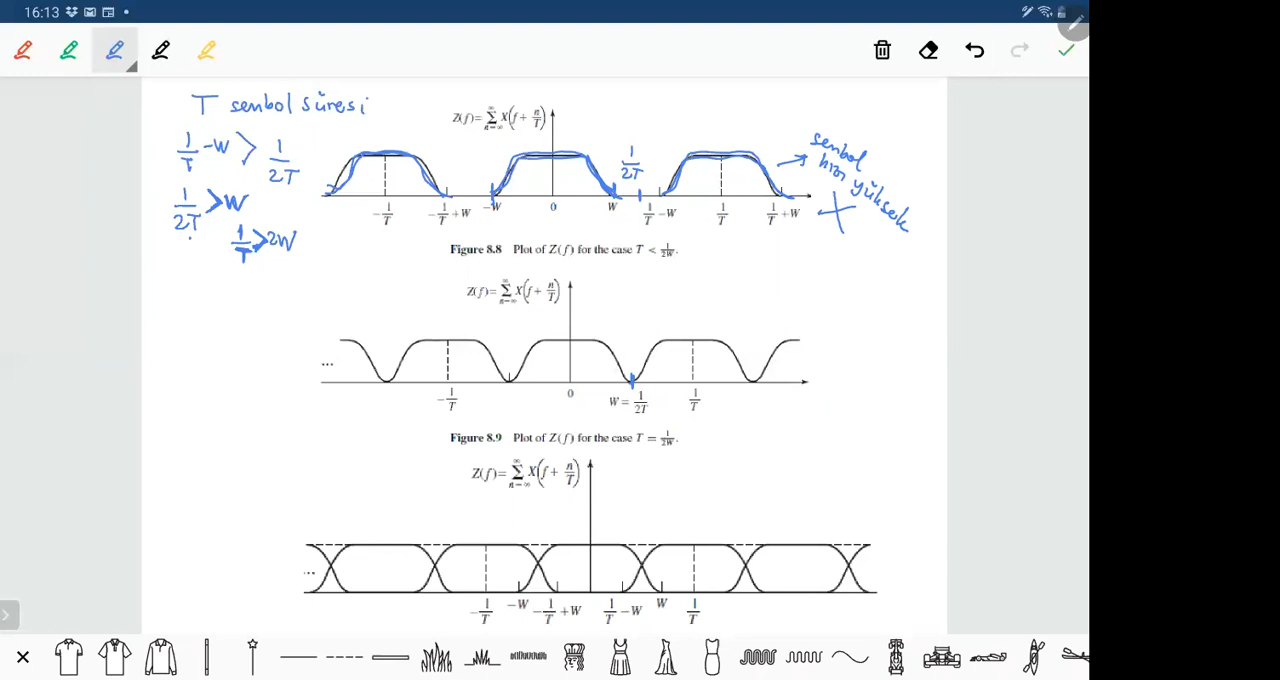 16:13
T senbol süresi
Z(f)= ∑ₙ₌₋∞^∞ X(f + n/T)
1/T -W > 1/2T
1/2T > W
1/T > 2W
1/2T
→ senbol hızı yüksek
-1/T -1/T + W -W 0 W 1/T - W 1/T 1/T + W
Figure 8.8 Plot of Z(f) for the case T < 1/2W.
Z(f)= ∑ₙ₌₋∞^∞ X(f + n/T)
...
-1/T 0 W = 1/2T 1/T
Figure 8.9 Plot of Z(f) for the case T = 1/2W.
Z(f)= ∑ₙ₌₋∞^∞ X(f + n/T)
...
-1/T -W -1/T + W 1/T - W W 1/T